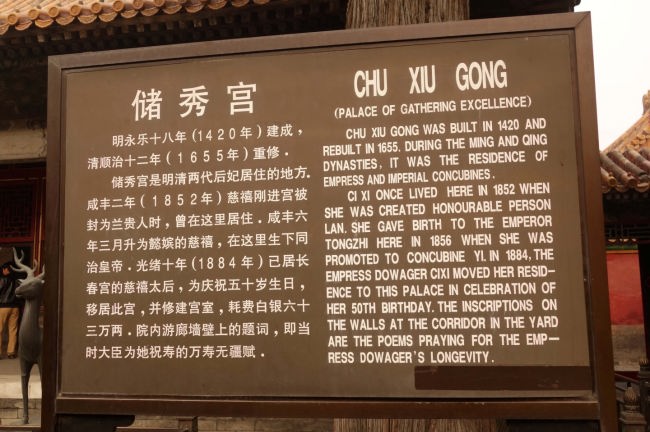 储秀宫
明永乐十八年(1420年)建成，
清顺治十二年(1655年)重修．
储秀宫是明清两代后妃居住的地方．
咸丰二年(1852年)慈禧刚进宫被
封为兰贵人时，曾在这里居住．咸丰六
年三月升为懿嫔的慈禧，在这里生下同
治皇帝．光绪十年(1884年)已居长
春宫的慈禧太后，为庆祝五十岁生日，
移居此宫，并修建宫室，耗费白银六十
三万两．院内游廊墙壁上的题词，即当
时大臣为她祝寿的万寿无疆赋．
CHU XIU GONG
(PALACE OF GATHERING EXCELLENCE)
CHU XIU GONG WAS BUILT IN 1420 AND
REBUILT IN 1655. DURING THE MING AND QING
DYNASTIES, IT WAS THE RESIDENCE OF
EMPRESS AND IMPERIAL CONCUBINES.
CI XI ONCE LIVED HERE IN 1852 WHEN
SHE WAS CREATED HONOURABLE PERSON
LAN. SHE GAVE BIRTH TO THE EMPEROR
TONGZHI HERE IN 1856 WHEN SHE WAS
PROMOTED TO CONCUBINE YI. IN 1884, THE
EMPRESS DOWAGER CIXI MOVED HER RESID-
ENCE TO THIS PALACE IN CELEBRATION OF
HER 50TH BIRTHDAY. THE INSCRIPTIONS ON
THE WALLS AT THE CORRIDOR IN THE YARD
ARE THE POEMS PRAYING FOR THE EMP-
RESS DOWAGER'S LONGEVITY.